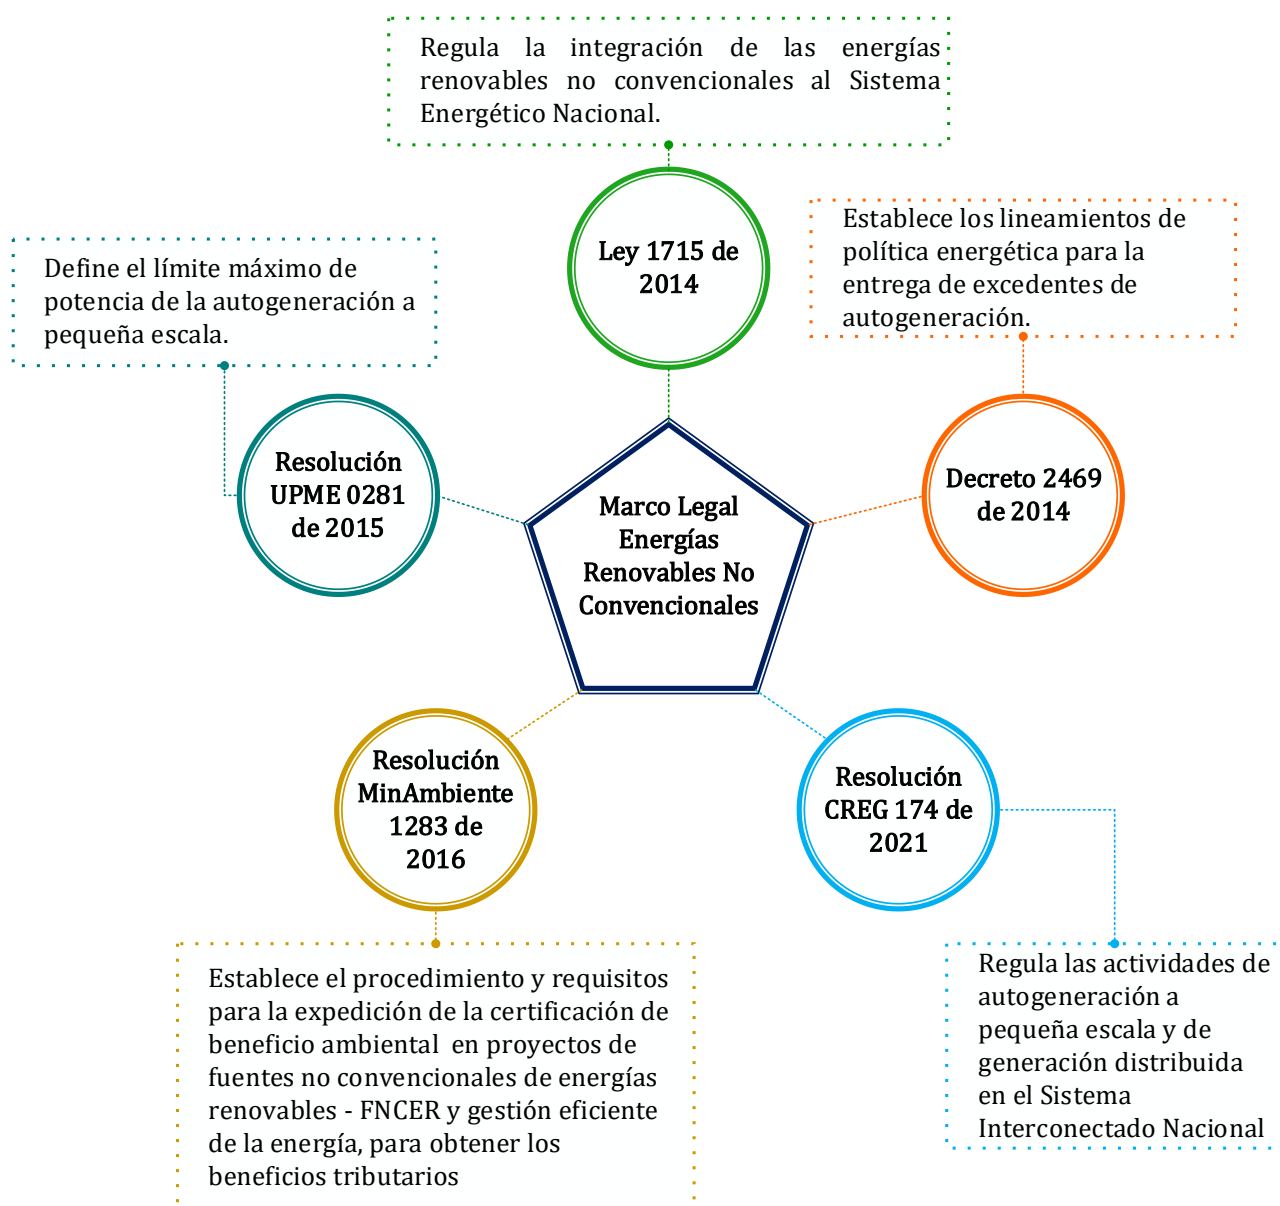 Regula la integración de las energías
renovables no convencionales al Sistema
Energético Nacional.
Ley 1715 de
2014
Establece los lineamientos de
política energética para la
entrega de excedentes de
autogeneración.
Define el límite máximo de
potencia de la autogeneración a
pequeña escala.
Resolución
UPME 0281
de 2015
Decreto 2469
de 2014
Marco Legal
Energías
Renovables No
Convencionales
Resolución
MinAmbiente
1283 de
2016
Resolución
CREG 174 de
2021
Establece el procedimiento y requisitos
para la expedición de la certificación de
beneficio ambiental en proyectos de
fuentes no convencionales de energías
renovables - FNCER y gestión eficiente
de la energía, para obtener los
beneficios tributarios
Regula las actividades de
autogeneración a
pequeña escala y de
generación distribuida
en el Sistema
Interconectado Nacional